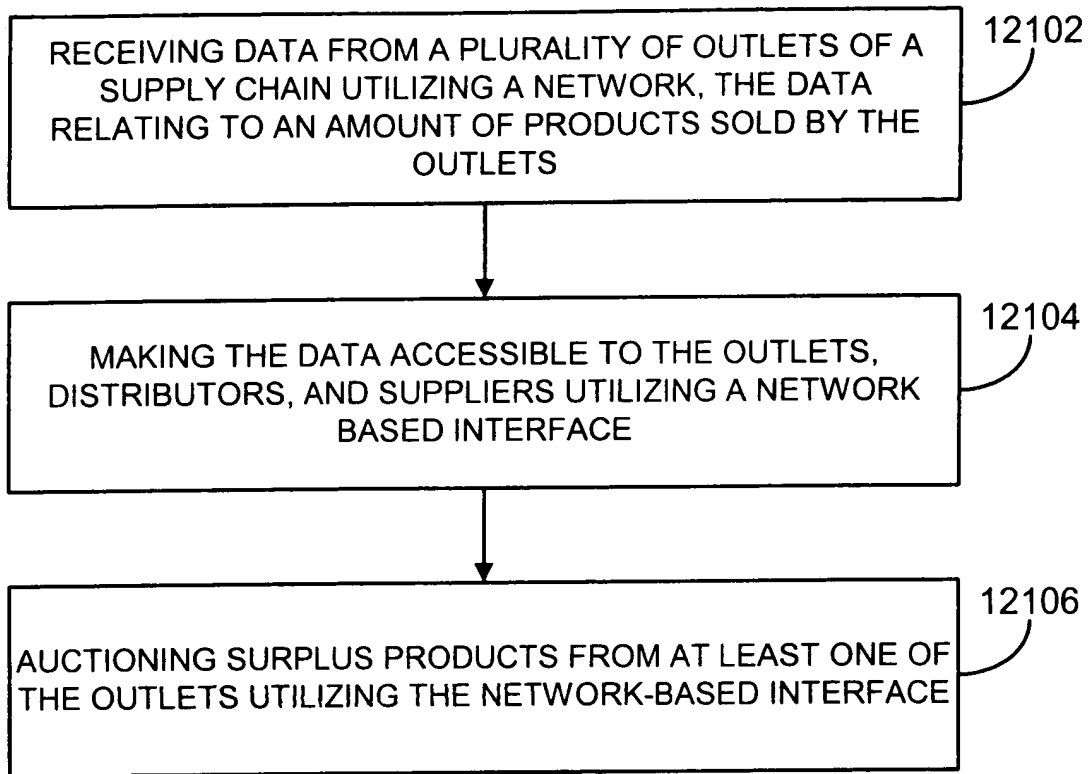 12102
RECEIVING DATA FROM A PLURALITY OF OUTLETS OF A
SUPPLY CHAIN UTILIZING A NETWORK, THE DATA
RELATING TO AN AMOUNT OF PRODUCTS SOLD BY THE
OUTLETS
12104
MAKING THE DATA ACCESSIBLE TO THE OUTLETS,
DISTRIBUTORS, AND SUPPLIERS UTILIZING A NETWORK
BASED INTERFACE
12106
AUCTIONING SURPLUS PRODUCTS FROM AT LEAST ONE OF
THE OUTLETS UTILIZING THE NETWORK-BASED INTERFACE